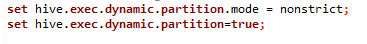 set hive.exec.dynamic.partition.mode = nonstrict;
set hive.exec.dynamic.partition=true;